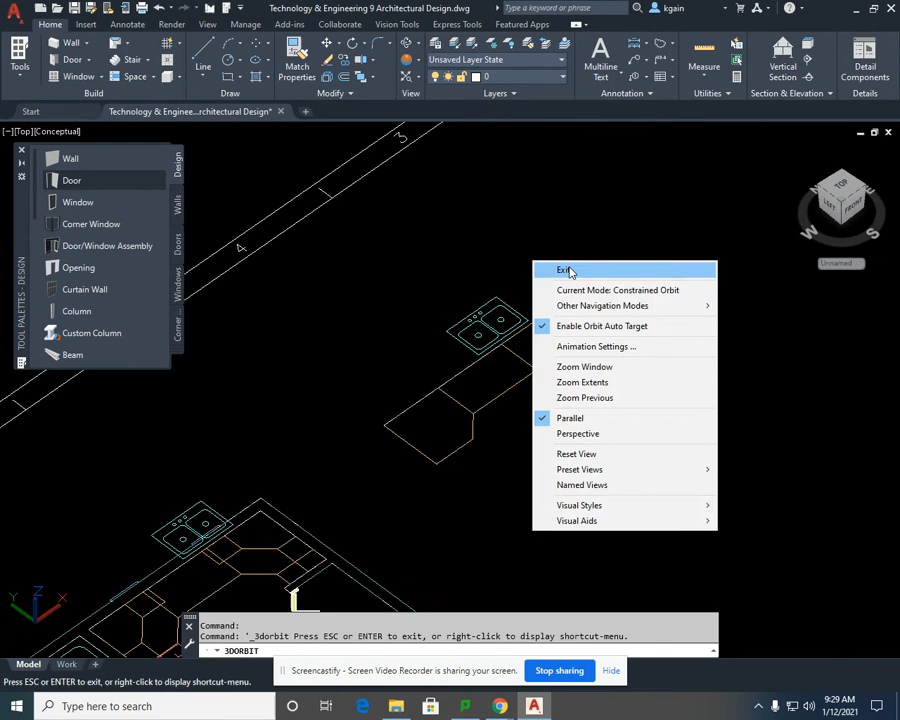 Technology & Engineering 9 Architectural Design.dwg
Type a keyword or phrase
kgain
Home Insert Annotate Render View Manage Add-ins Collaborate Vision Tools Express Tools Featured Apps
Tools
Wall
Door
Window
Roof
Stair
Space
Build
Line
Draw
Match Properties
Modify
View
Unsaved Layer State
0
Layers
Multiline Text
Annotation
Measure
Utilities
Vertical Section
Section & Elevation
Detail Components
Details
Start
Technology & Enginee...rchitectural Design*
[−][Top][Conceptual]
TOOL PALETTES - DESIGN
Wall
Door
Window
Corner Window
Door/Window Assembly
Opening
Curtain Wall
Column
Custom Column
Beam
Design
Walls
Doors
Windows
Corner ...
3
4
TOP
LEFT
FRONT
W
S
E
Unnamed
Exit
Current Mode: Constrained Orbit
Other Navigation Modes
Enable Orbit Auto Target
Animation Settings ...
Zoom Window
Zoom Extents
Zoom Previous
Parallel
Perspective
Reset View
Preset Views
Named Views
Visual Styles
Visual Aids
Z
Y
X
Command:
Command: '_3dorbit Press ESC or ENTER to exit, or right-click to display shortcut-menu.
3DORBIT
Model
Work
Press ESC or ENTER to exit, or right-click to display shortcut-menu.
Screencastify - Screen Video Recorder is sharing your screen.
Stop sharing
Hide
Type here to search
9:29 AM
1/12/2021